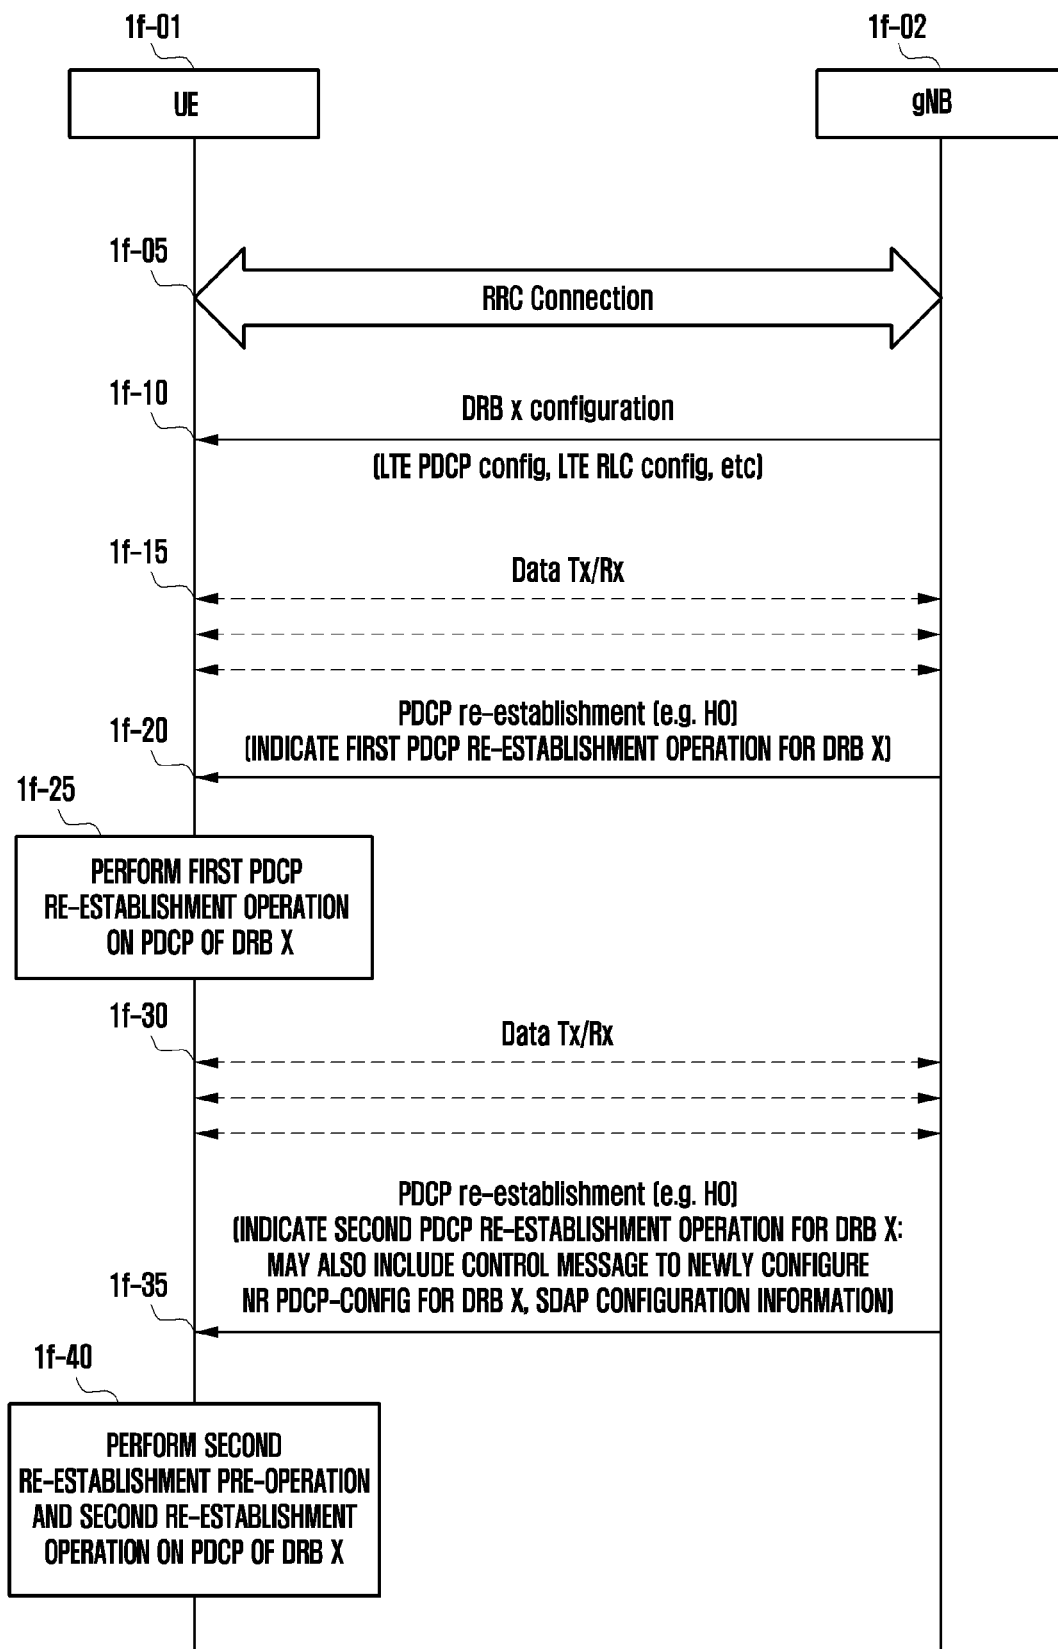 1f-01
1f-02
UE
gNB
1f-05
RRC Connection
1f-10
DRB x configuration
(LTE PDCP config, LTE RLC config, etc)
1f-15
Data Tx/Rx
PDCP re-establishment (e.g. HO)
1f-20
(INDICATE FIRST PDCP RE-ESTABLISHMENT OPERATION FOR DRB X)
1f-25
PERFORM FIRST PDCP
RE-ESTABLISHMENT OPERATION
ON PDCP OF DRB X
1f-30
Data Tx/Rx
PDCP re-establishment (e.g. HO)
(INDICATE SECOND PDCP RE-ESTABLISHMENT OPERATION FOR DRB X:
MAY ALSO INCLUDE CONTROL MESSAGE TO NEWLY CONFIGURE
1f-35
NR PDCP-CONFIG FOR DRB X, SDAP CONFIGURATION INFORMATION)
1f-40
PERFORM SECOND
RE-ESTABLISHMENT PRE-OPERATION
AND SECOND RE-ESTABLISHMENT
OPERATION ON PDCP OF DRB X